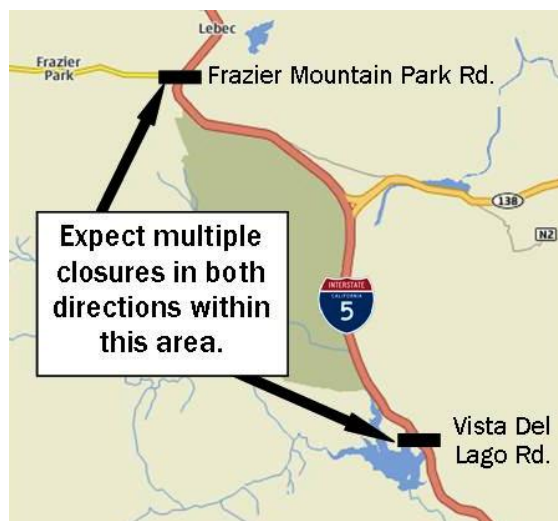 Lebec
Frazier
Park
Frazier Mountain Park Rd.
138
N2
Expect multiple
closures in both
directions within
this area.
INTERSTATE
CALIFORNIA
5
Vista Del
Lago Rd.